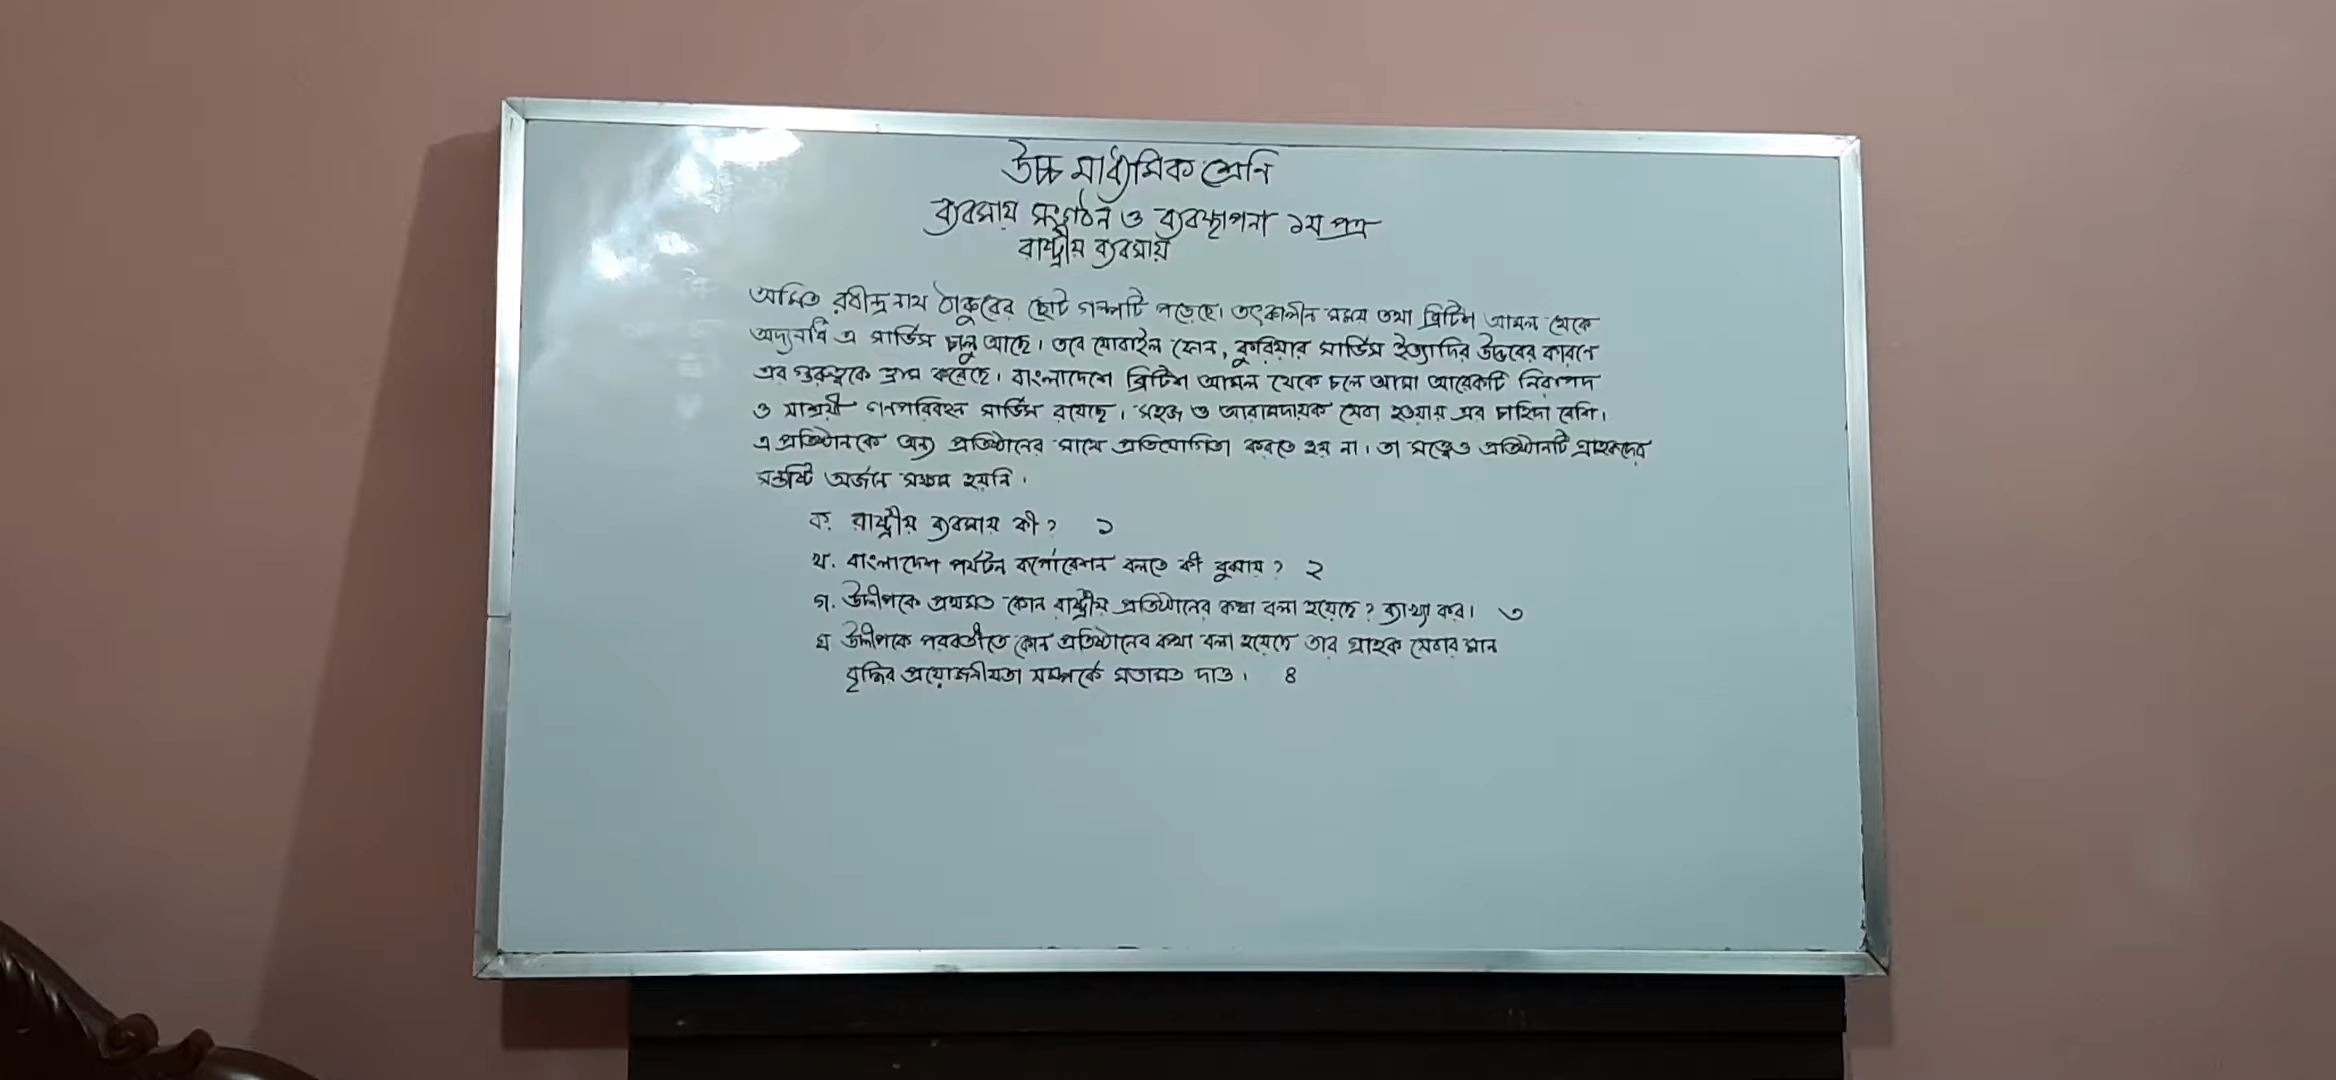 উচ্চ মাধ্যমিক শ্রেনি
ব্যবসায় সংগঠন ও ব্যবস্থাপনা ১ম পত্র
রাষ্ট্রীয় ব্যবসায়
অমিত রবীন্দ্রনাথ ঠাকুরের ছোট গল্পটি পড়েছে। তৎকালীন সময় তথা ব্রিটিশ আমল থেকে
অদ্যবধি এ সার্ভিস চালু আছে। তবে মোবাইল ফোন, কুরিয়ার সার্ভিস ইত্যাদির উদ্ভবের কারণে
এর গুরুত্বকে হ্রাস করেছে। বাংলাদেশে ব্রিটিশ আমল থেকে চলে আসা আরেকটি নিরাপদ
ও সাশ্রয়ী গনপরিবহন সার্ভিস রয়েছে। সহজ ও আরামদায়ক সেবা হওয়ায় এর চাহিদা বেশি।
এ প্রতিষ্ঠানকে অন্য প্রতিষ্ঠানের সাথে প্রতিযোগিতা করতে হয় না। তা সত্ত্বেও প্রতিষ্ঠানটি গ্রাহকদের
সন্তুষ্টি অর্জনে সক্ষম হয়নি।
ক. রাষ্ট্রীয় ব্যবসায় কী? ১
খ. বাংলাদেশ পর্যটন কর্পোরেশন বলতে কী বুঝায়? ২
গ. উদ্দীপকে প্রথমত কোন রাষ্ট্রীয় প্রতিষ্ঠানের কথা বলা হয়েছে? ব্যাখ্যা কর। ৩
ঘ উদ্দীপকে পরবর্তীতে কোন প্রতিষ্ঠানের কথা বলা হয়েছে তার গ্রাহক সেবার মান
বৃদ্ধির প্রয়োজনীয়তা সম্পর্কে মতামত দাও। ৪